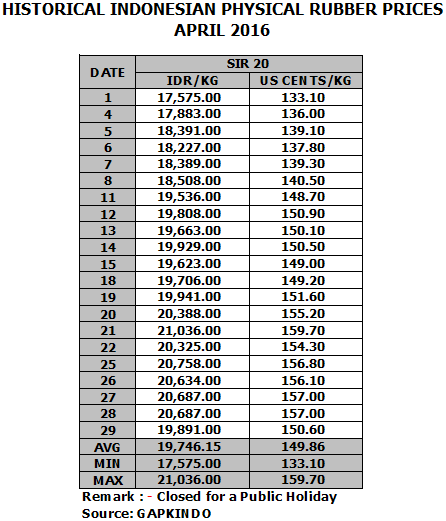 HISTORICAL INDONESIAN PHYSICAL RUBBER PRICES
APRIL 2016
DATE SIR 20
IDR/KG US CENTS/KG
1 17,575.00 133.10
4 17,883.00 136.00
5 18,391.00 139.10
6 18,227.00 137.80
7 18,389.00 139.30
8 18,508.00 140.50
11 19,536.00 148.70
12 19,808.00 150.90
13 19,663.00 150.10
14 19,929.00 150.50
15 19,623.00 149.00
18 19,706.00 149.20
19 19,941.00 151.60
20 20,388.00 155.20
21 21,036.00 159.70
22 20,325.00 154.30
25 20,758.00 156.80
26 20,634.00 156.10
27 20,687.00 157.00
28 20,687.00 157.00
29 19,891.00 150.60
AVG 19,746.15 149.86
MIN 17,575.00 133.10
MAX 21,036.00 159.70
Remark : - Closed for a Public Holiday
Source: GAPKINDO